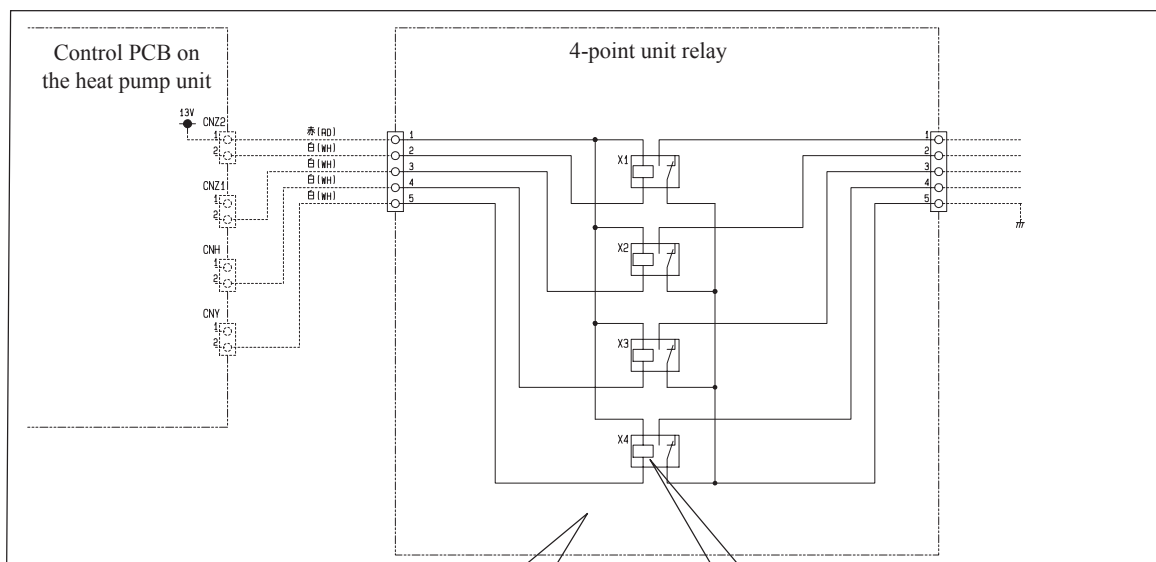 Control PCB on
the heat pump unit
4-point unit relay
13V
CNZ2
1
2
CNZ1
1
2
CNH
1
2
CNY
1
2
赤(RD)
白(WH)
白(WH)
白(WH)
白(WH)
1
2
3
4
5
X1
X2
X3
X4
1
2
3
4
5